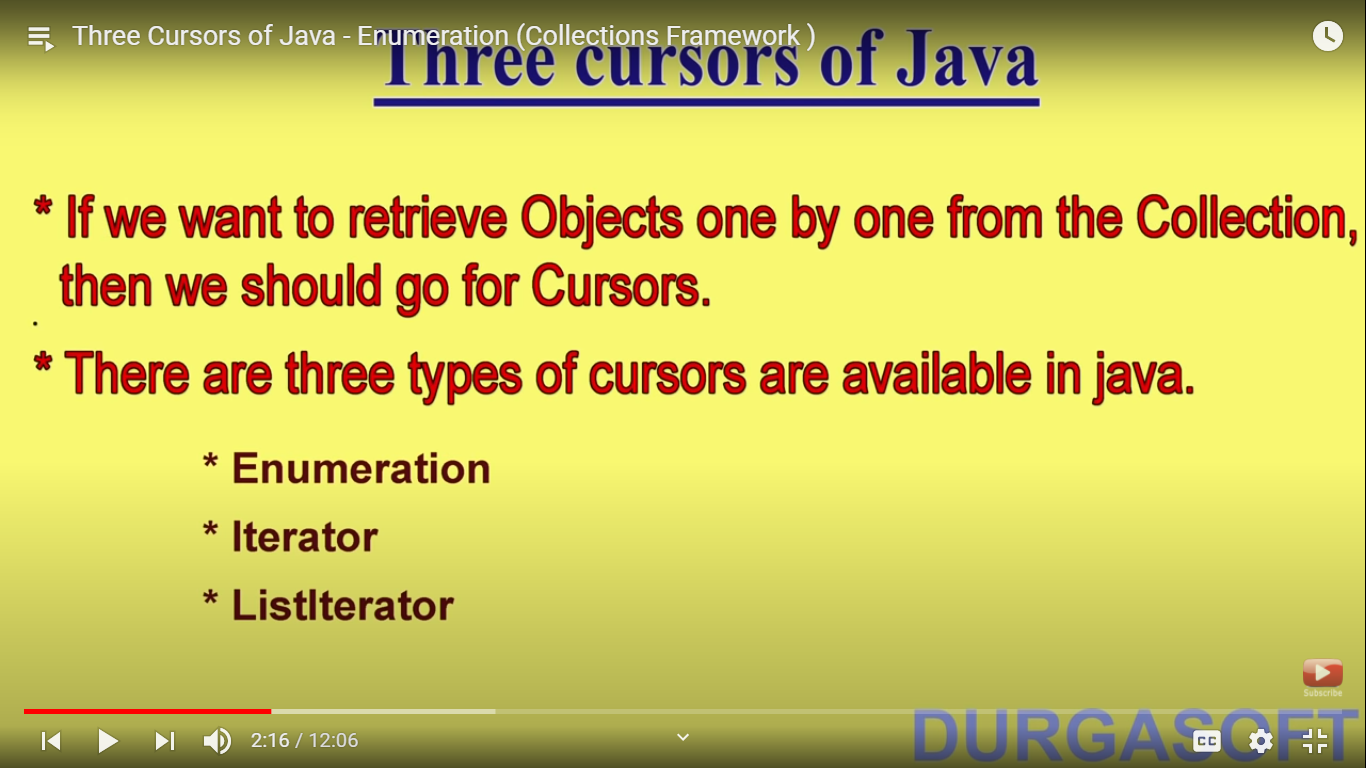 Three Cursors of Java - Enumeration (Collections Framework )
Three cursors of Java
* If we want to retrieve Objects one by one from the Collection,
then we should go for Cursors.
* There are three types of cursors are available in java.
* Enumeration
* Iterator
* ListIterator
Subscribe
DURGASOFT
2:16 / 12:06
CC